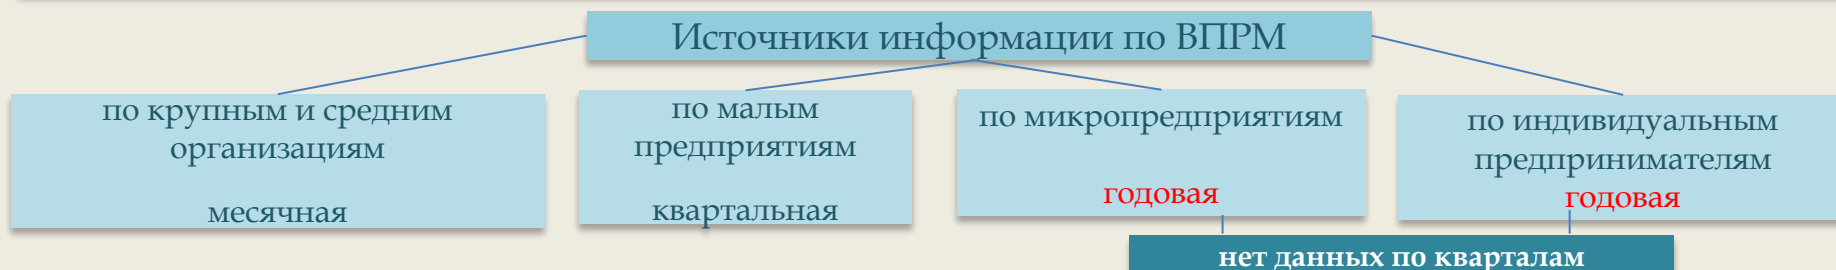 Источники информации по ВПРМ
по крупным и средним
организациям
месячная
по малым
предприятиям
квартальная
по микропредприятиям
годовая
по индивидуальным
предпринимателям
годовая
нет данных по кварталам